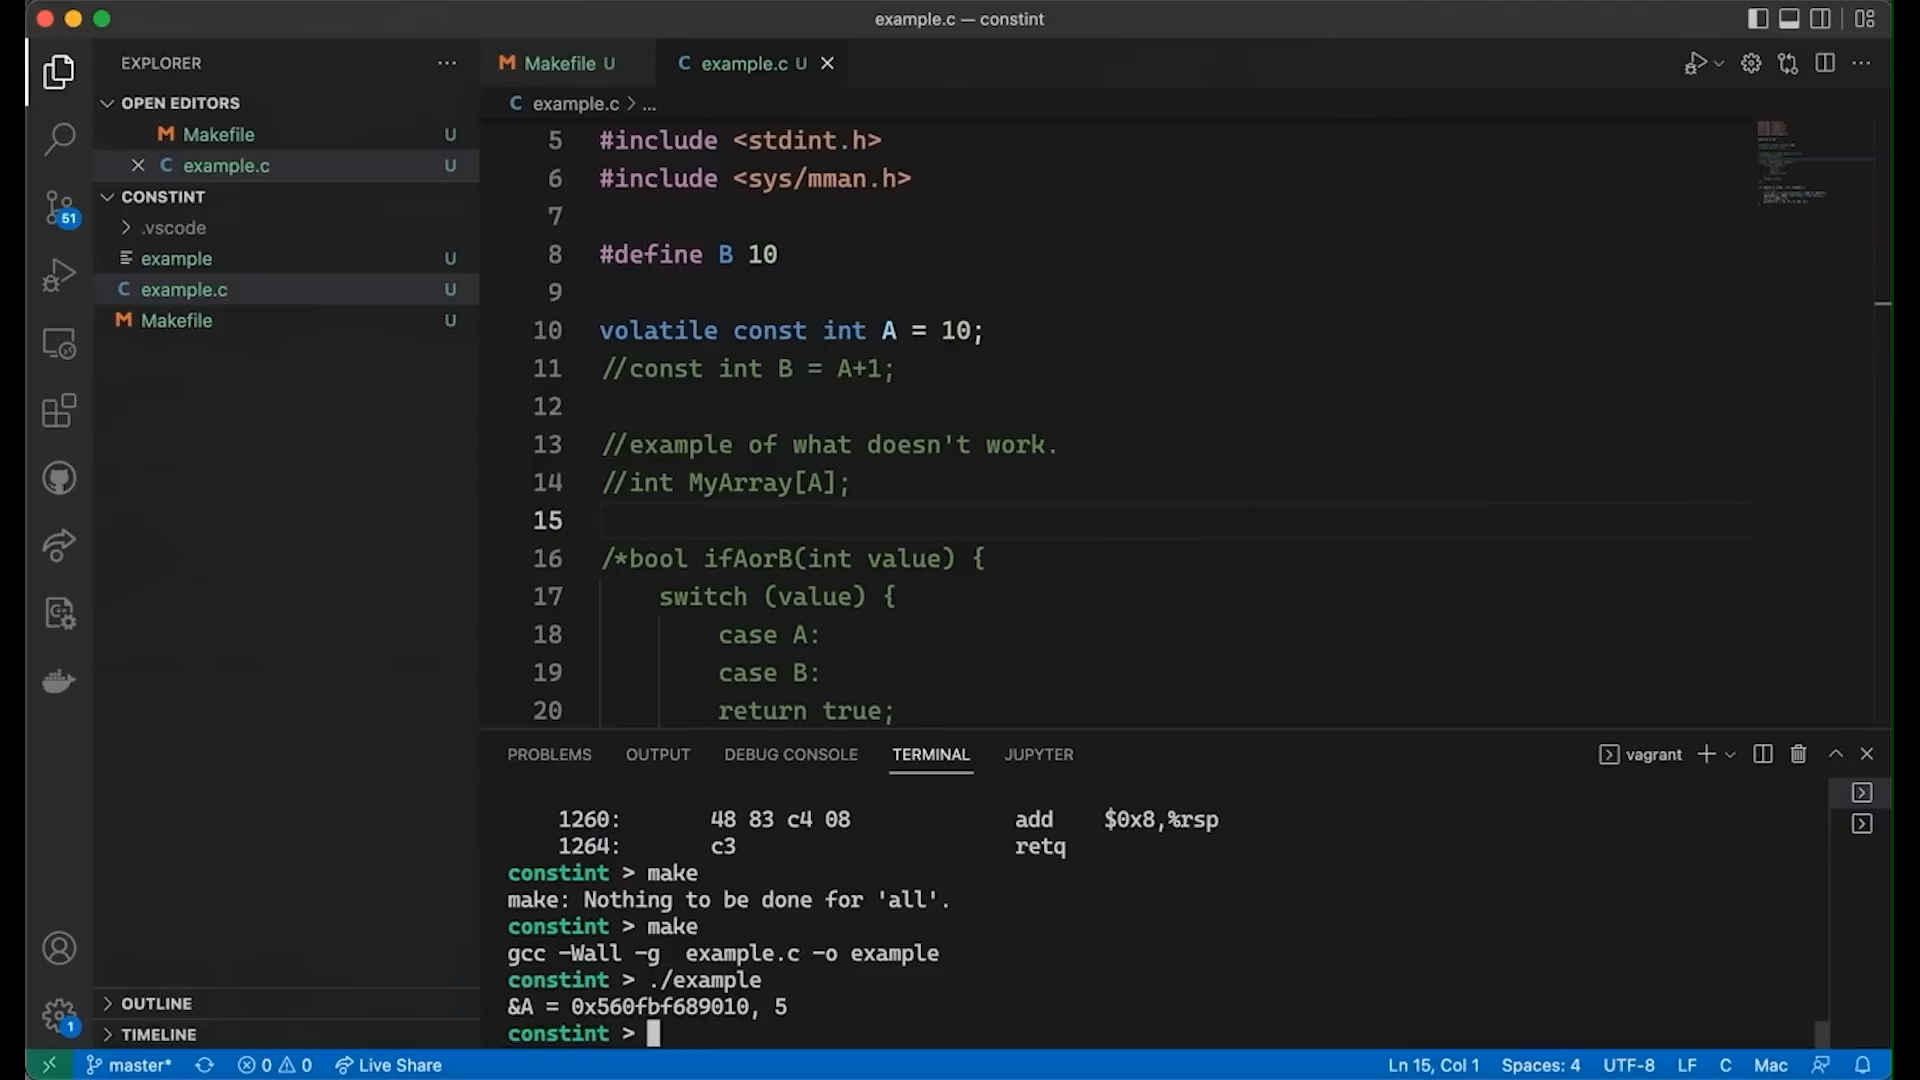 example.c — constint
EXPLORER
OPEN EDITORS
Makefile U
example.c U
CONSTINT
.vscode
example U
example.c U
Makefile U
OUTLINE
TIMELINE
51
1
Makefile U
example.c U
example.c > ...
5 #include <stdint.h>
6 #include <sys/mman.h>
7
8 #define B 10
9
10 volatile const int A = 10;
11 //const int B = A+1;
12
13 //example of what doesn't work.
14 //int MyArray[A];
15
16 /*bool ifAorB(int value) {
17 switch (value) {
18 case A:
19 case B:
20 return true;
PROBLEMS OUTPUT DEBUG CONSOLE TERMINAL JUPYTER
vagrant
1260: 48 83 c4 08 add $0x8,%rsp
1264: c3 retq
constint > make
make: Nothing to be done for 'all'.
constint > make
gcc -Wall -g example.c -o example
constint > ./example
&A = 0x560fbf689010, 5
constint >
master* 0 0 Live Share Ln 15, Col 1 Spaces: 4 UTF-8 LF C Mac